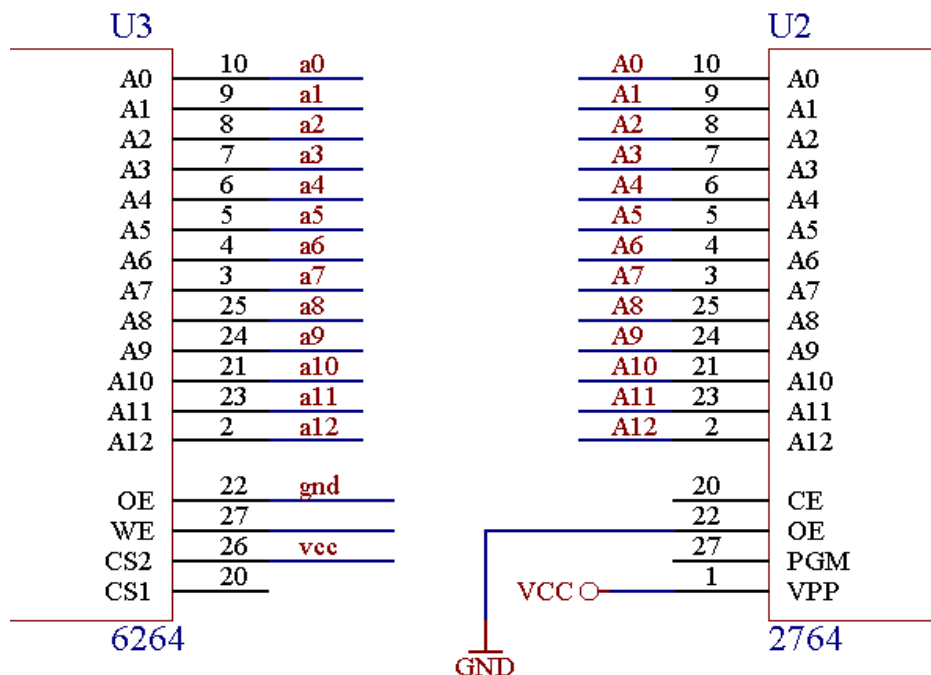 U3 U2
10 a0 A0 10
A0 A0
9 a1 A1 9
A1 A1
8 a2 A2 8
A2 A2
7 a3 A3 7
A3 A3
6 a4 A4 6
A4 A4
5 a5 A5 5
A5 A5
4 a6 A6 4
A6 A6
3 a7 A7 3
A7 A7
25 a8 A8 25
A8 A8
24 a9 A9 24
A9 A9
21 a10 A10 21
A10 A10
23 a11 A11 23
A11 A11
2 a12 A12 2
A12 A12
22 gnd 20
OE CE
27 22
WE OE
26 vcc 27
CS2 PGM
20 1
CS1 VCC VPP
6264 2764
GND